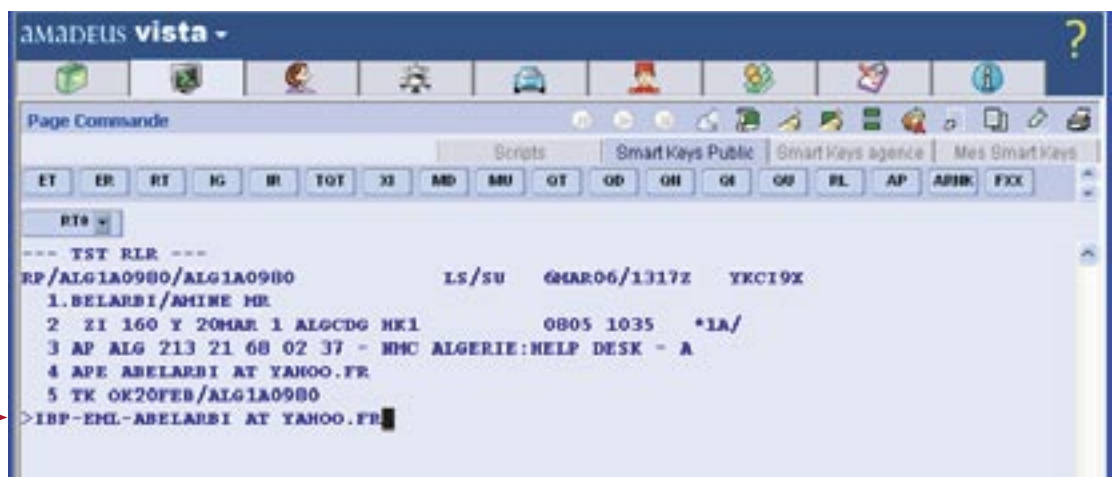 amadeus vista
?
Page Commande
Scripts Smart Keys Public Smart Keys agence Mes Smart Keys
ET ER RT IG IR TQT XI MD MU QT QD QH QI QU RL AP ARNK FXX
RT0
--- TST RLR ---
RP/ALG1A0980/ALG1A0980 LS/SU 6MAR06/1317Z YKCI9X
1.BELARBI/AMINE MR
2 ZI 160 Y 20MAR 1 ALGCDG HK1 0805 1035 *1A/
3 AP ALG 213 21 68 02 37 - NMC ALGERIE:HELP DESK - A
4 APE ABELARBI AT YAHOO.FR
5 TK OK20FEB/ALG1A0980
>IBP-EML-ABELARBI AT YAHOO.FR